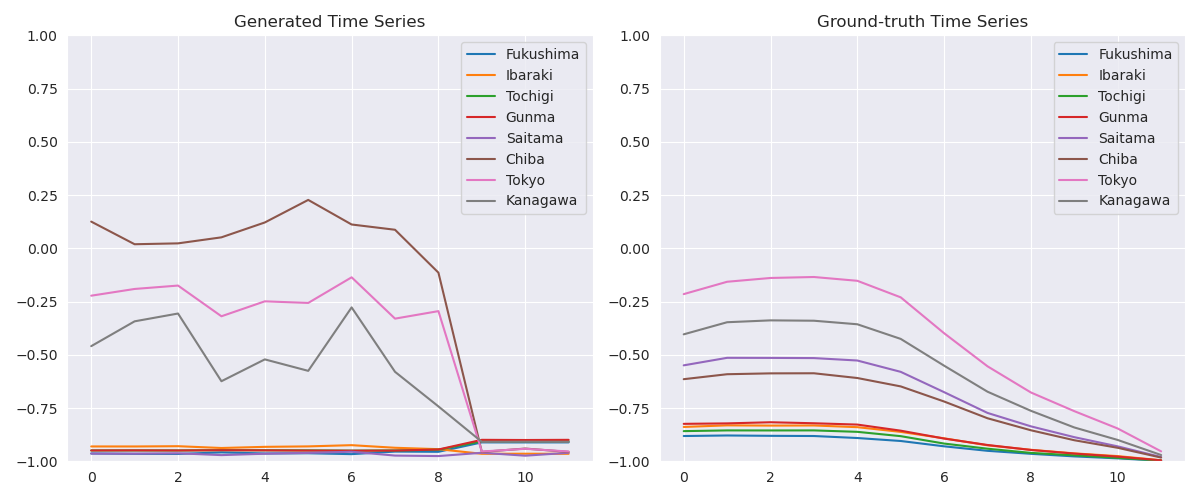 Generated Time Series
1.00
0.75
0.50
0.25
0.00
−0.25
−0.50
−0.75
−1.00
0 2 4 6 8 10
Fukushima
Ibaraki
Tochigi
Gunma
Saitama
Chiba
Tokyo
Kanagawa
Ground-truth Time Series
1.00
0.75
0.50
0.25
0.00
−0.25
−0.50
−0.75
−1.00
0 2 4 6 8 10
Fukushima
Ibaraki
Tochigi
Gunma
Saitama
Chiba
Tokyo
Kanagawa